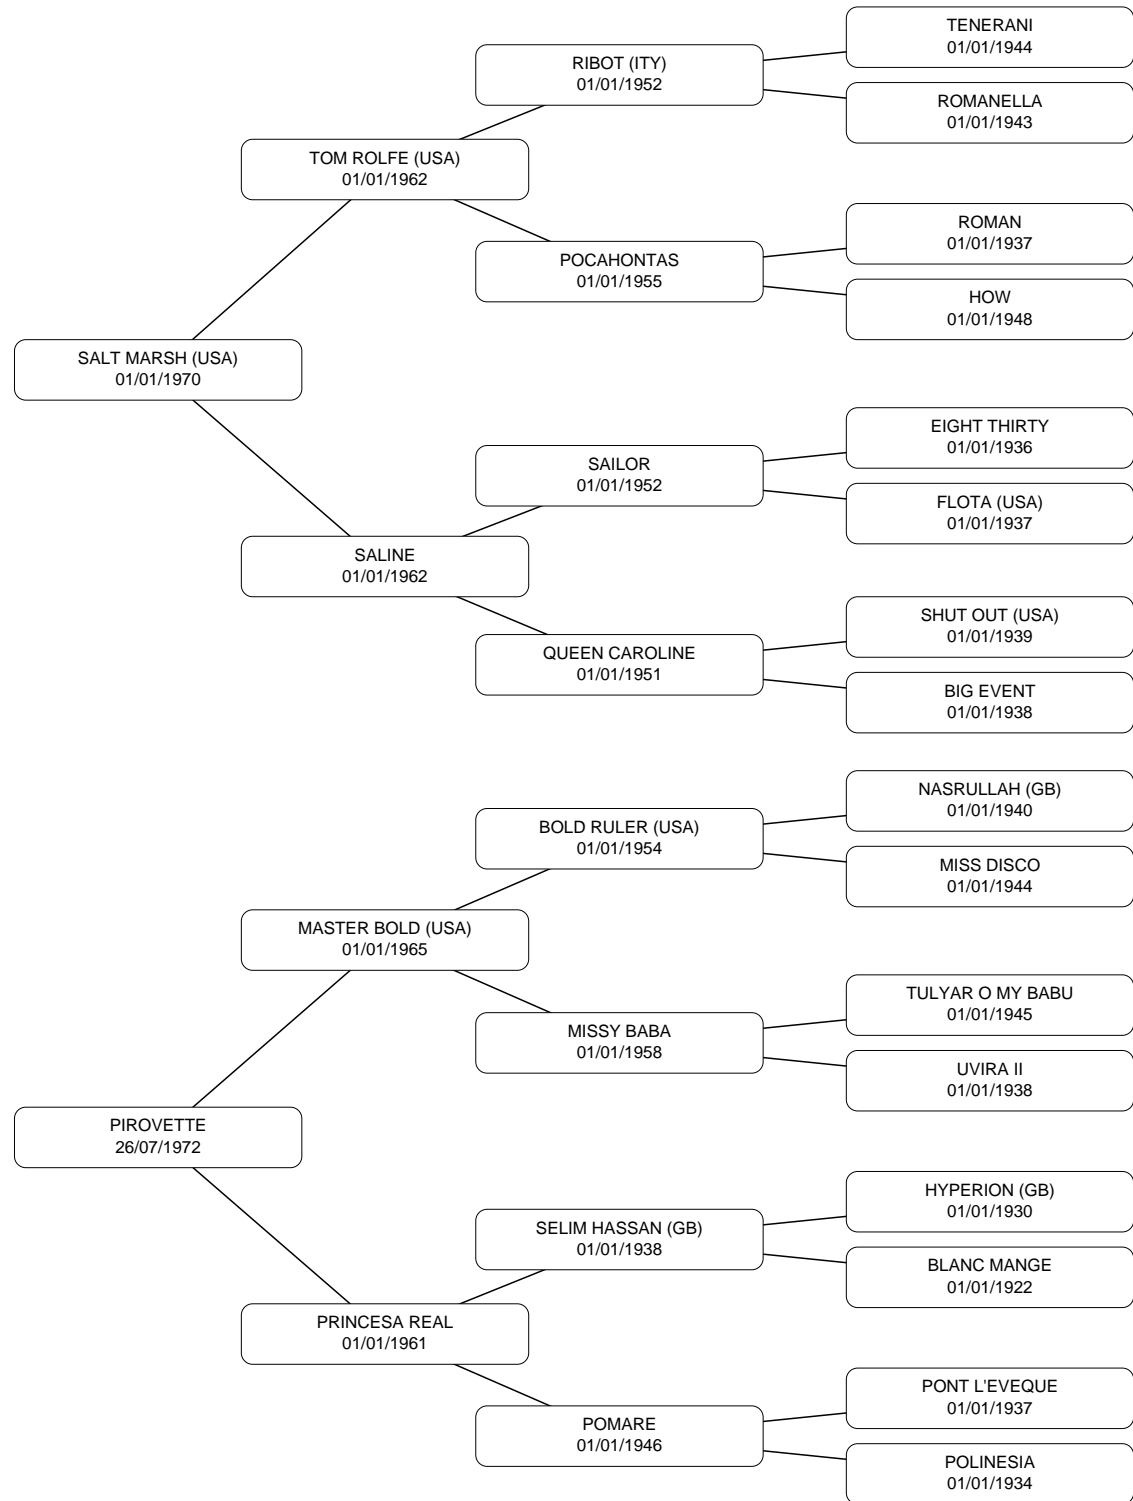 TENERANI
01/01/1944
RIBOT (ITY)
01/01/1952
ROMANELLA
01/01/1943
TOM ROLFE (USA)
01/01/1962
ROMAN
01/01/1937
POCAHONTAS
01/01/1955
HOW
01/01/1948
SALT MARSH (USA)
01/01/1970
EIGHT THIRTY
01/01/1936
SAILOR
01/01/1952
FLOTA (USA)
01/01/1937
SALINE
01/01/1962
SHUT OUT (USA)
01/01/1939
QUEEN CAROLINE
01/01/1951
BIG EVENT
01/01/1938
NASRULLAH (GB)
01/01/1940
BOLD RULER (USA)
01/01/1954
MISS DISCO
01/01/1944
MASTER BOLD (USA)
01/01/1965
TULYAR O MY BABU
01/01/1945
MISSY BABA
01/01/1958
UVIRA II
01/01/1938
PIROVETTE
26/07/1972
HYPERION (GB)
01/01/1930
SELIM HASSAN (GB)
01/01/1938
BLANC MANGE
01/01/1922
PRINCESA REAL
01/01/1961
PONT L'EVEQUE
01/01/1937
POMARE
01/01/1946
POLINESIA
01/01/1934